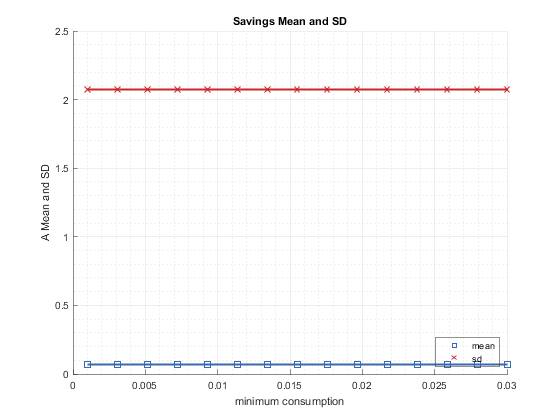 Savings Mean and SD
2.5
2
1.5
1
0.5
0
A Mean and SD
mean
sd
0 0.005 0.01 0.015 0.02 0.025 0.03
minimum consumption